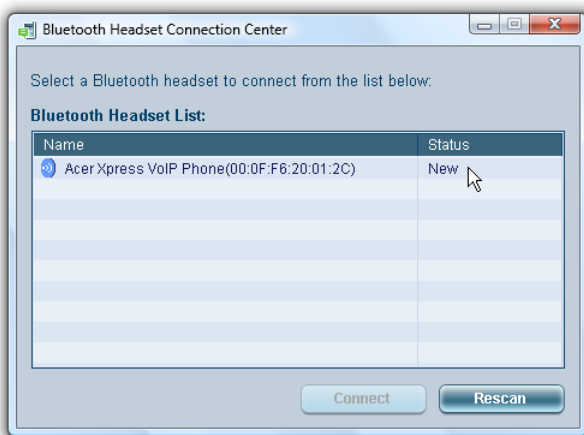 Bluetooth Headset Connection Center
Select a Bluetooth headset to connect from the list below:
Bluetooth Headset List:
Name Status
Acer Xpress VoIP Phone(00:0F:F6:20:01:2C) New
Connect Rescan